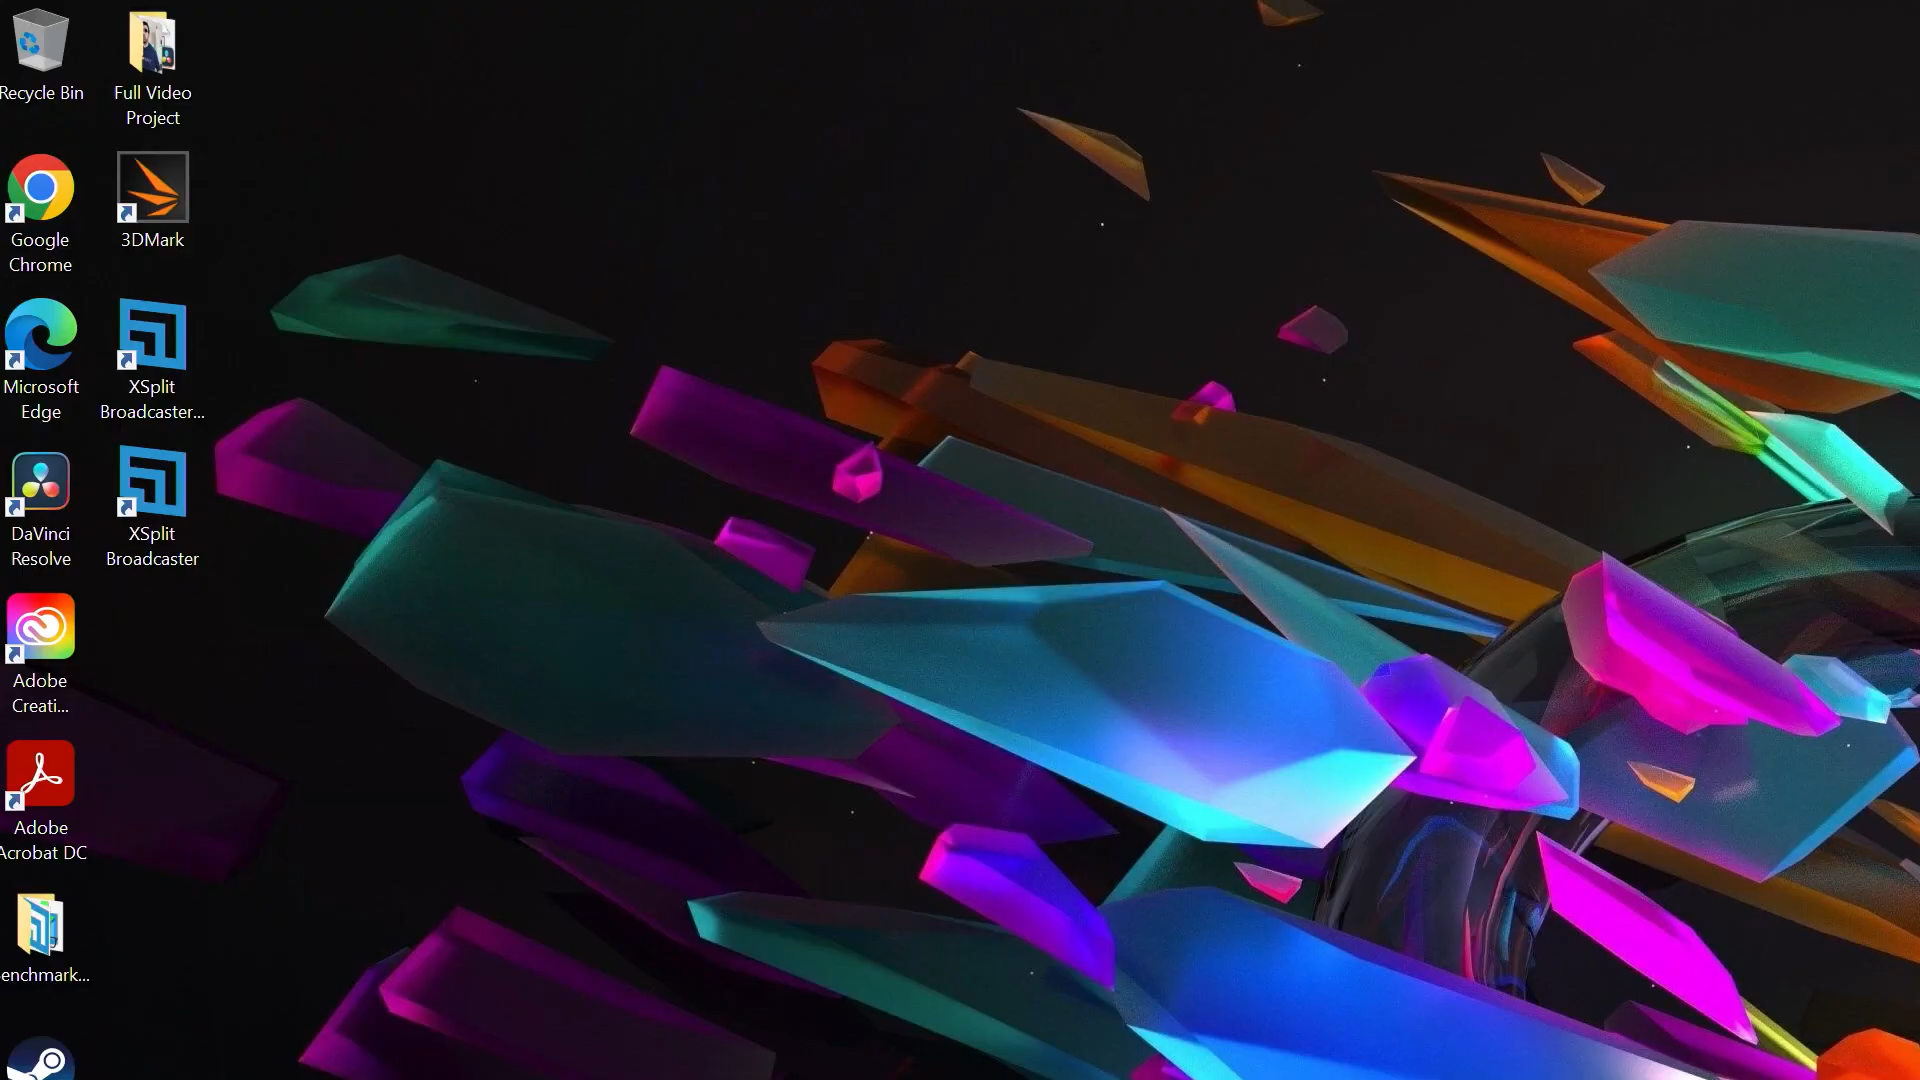 Recycle Bin
Full Video
Project
Google
Chrome
3DMark
Microsoft
Edge
XSplit
Broadcaster...
DaVinci
Resolve
XSplit
Broadcaster
Adobe
Creati...
Adobe
Acrobat DC
enchmark...